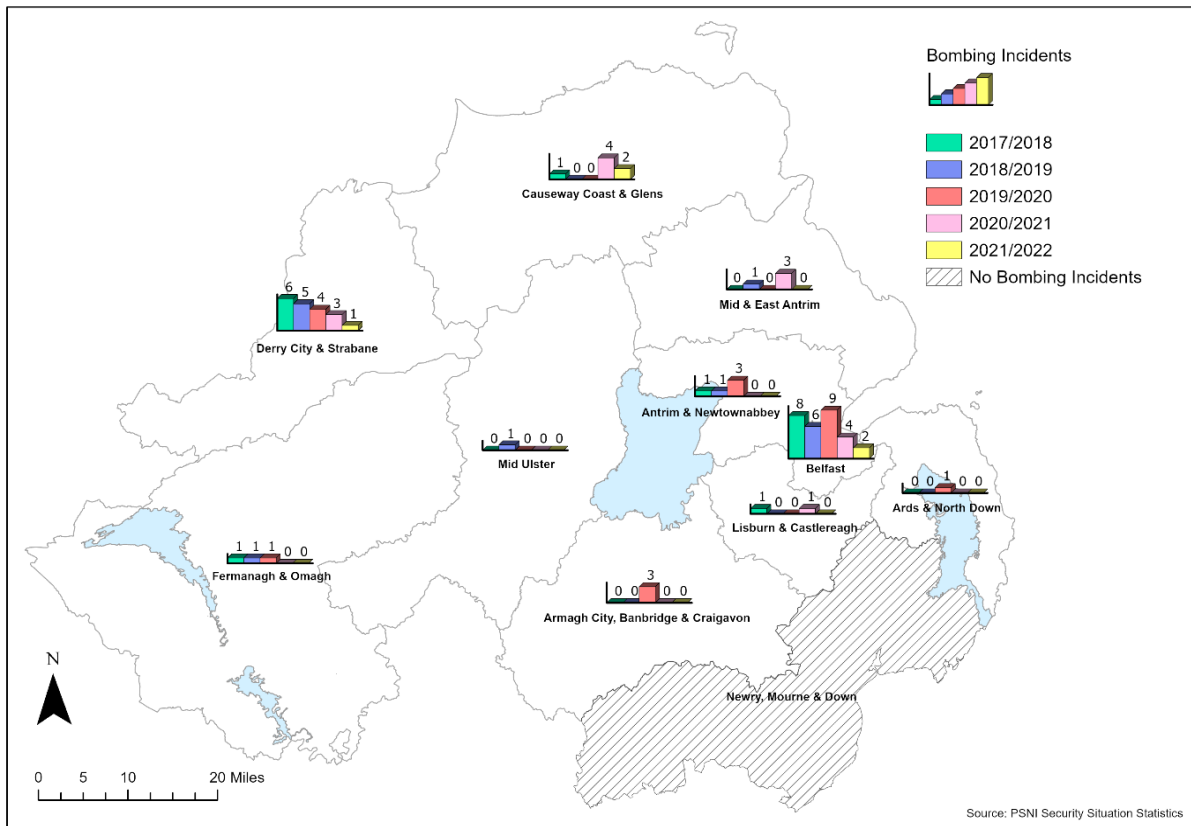 Bombing Incidents
2017/2018
2018/2019
2019/2020
2020/2021
2021/2022
No Bombing Incidents
1 0 0 4 2
Causeway Coast & Glens
0 1 0 3 0
Mid & East Antrim
6 5 4 3 1
Derry City & Strabane
1 1 3 0 0
Antrim & Newtownabbey
8 6 9 4 2
Belfast
0 1 0 0 0
Mid Ulster
0 0 1 0 0
Ards & North Down
1 0 0 1 0
Lisburn & Castlereagh
1 1 1 0 0
Fermanagh & Omagh
0 0 3 0 0
Armagh City, Banbridge & Craigavon
Newry, Mourne & Down
N
0 5 10 20 Miles
Source: PSNI Security Situation Statistics